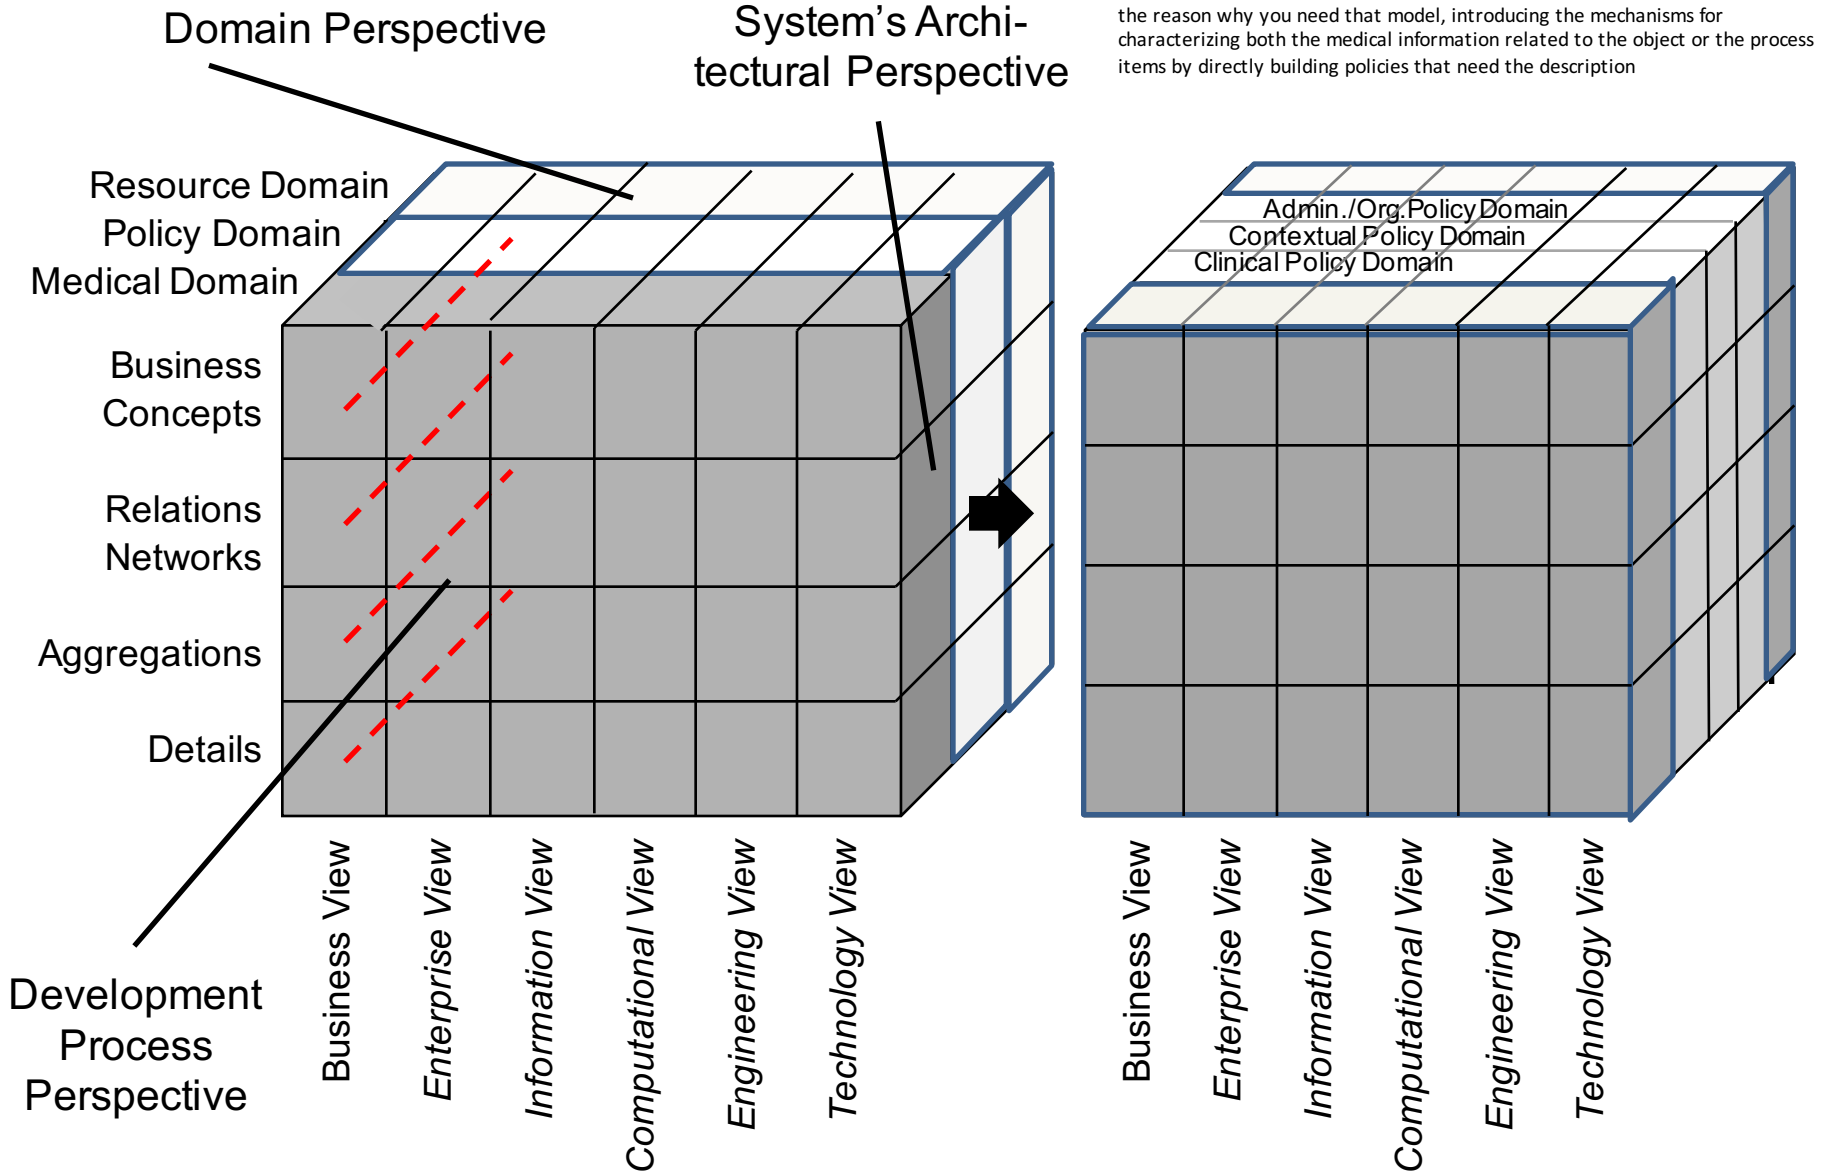 Domain Perspective
System’s Archi-
tectural Perspective
the reason why you need that model, introducing the mechanisms for
characterizing both the medical information related to the object or the process
items by directly building policies that need the description
Resource Domain
Policy Domain
Medical Domain
Business
Concepts
Relations
Networks
Aggregations
Details
Development
Process
Perspective
Business View
Enterprise View
Information View
Computational View
Engineering View
Technology View
Admin./Org.Policy Domain
Contextual Policy Domain
Clinical Policy Domain
Business View
Enterprise View
Information View
Computational View
Engineering View
Technology View